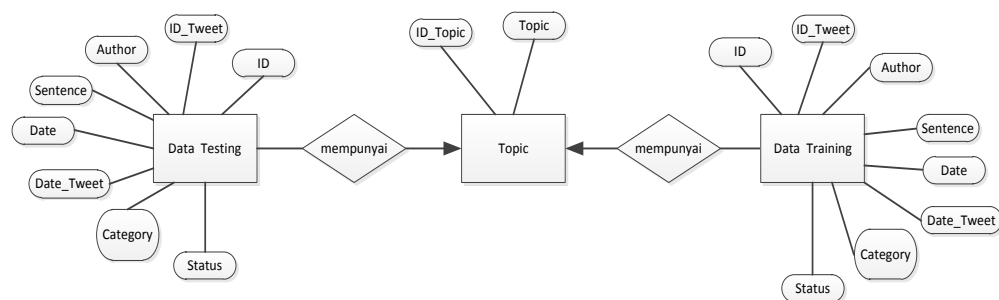 ID_Tweet
Author
ID
Sentence
Date
Date_Tweet
Category
Status
Data Testing
mempunyai
ID_Topic
Topic
Topic
mempunyai
Data Training
ID
ID_Tweet
Author
Sentence
Date
Date_Tweet
Category
Status